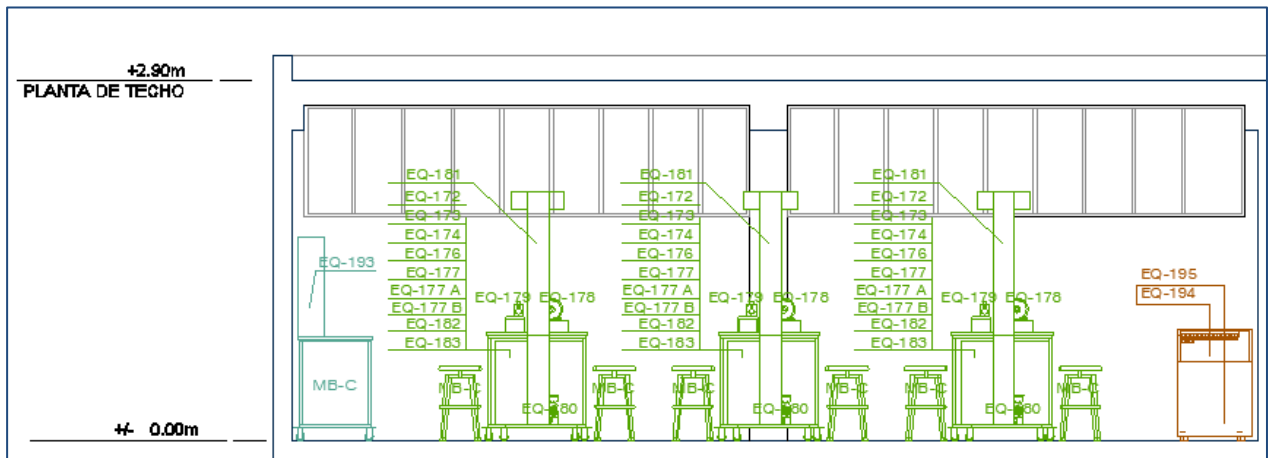 +2.90m
PLANTA DE TECHO
EQ-181
EQ-172
EQ-173
EQ-174
EQ-176
EQ-177
EQ-177 A
EQ-177 B
EQ-182
EQ-183
EQ-179
EQ-178
EQ-181
EQ-172
EQ-173
EQ-174
EQ-176
EQ-177
EQ-177 A
EQ-177 B
EQ-182
EQ-183
EQ-179
EQ-178
EQ-181
EQ-172
EQ-173
EQ-174
EQ-176
EQ-177
EQ-177 A
EQ-177 B
EQ-182
EQ-183
EQ-179
EQ-178
EQ-193
EQ-195
EQ-194
MB-C
MB-C
MB-C
MB-C
MB-C
MB-C
MB-C
EQ-180
EQ-180
EQ-180
+/- 0.00m